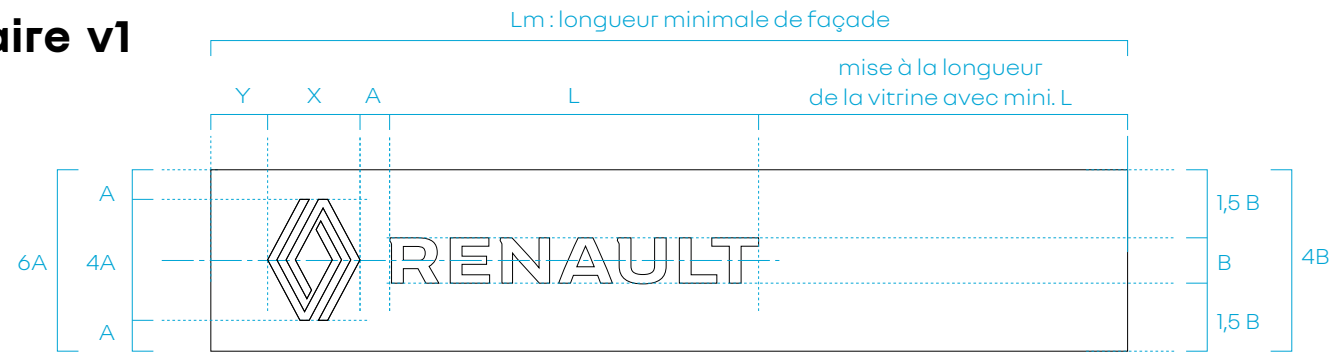 Lm : longueur minimale de façade
aire v1
mise à la longueur
de la vitrine avec mini. L
Y X A L
A
6A
4A
A
RENAULT
1,5 B
B
1,5 B
4B